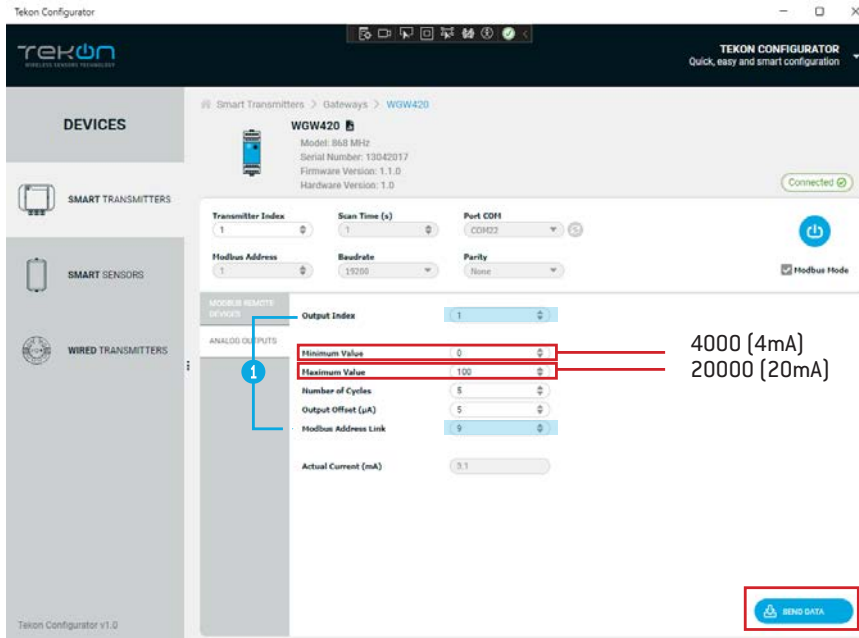 Tekon Configurator
TEKON
WIRELESS SENSORS TECHNOLOGY
TEKON CONFIGURATOR
Quick, easy and smart configuration
DEVICES
SMART TRANSMITTERS
SMART SENSORS
WIRED TRANSMITTERS
Tekon Configurator v1.0
Smart Transmitters > Gateways > WGW420
WGW420
Model: 868 MHz
Serial Number: 13042017
Firmware Version: 1.1.0
Hardware Version: 1.0
Connected
Transmitter Index Scan Time (s) Port COM
1 1 COM22
Modbus Address Baudrate Parity
1 19200 None
Modbus Mode
MODBUS REMOTE
DEVICES
ANALOG OUTPUTS
1
Output Index 1
Minimum Value 0
Maximum Value 100
Number of Cycles 5
Output Offset (µA) 5
Modbus Address Link 9
Actual Current (mA) 3.1
4000 (4mA)
20000 (20mA)
SEND DATA